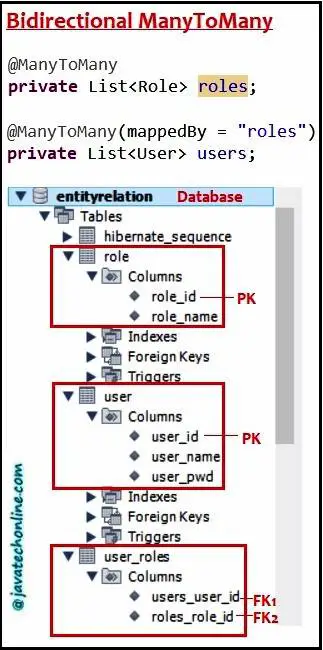 Bidirectional ManyToMany
@ManyToMany
private List<Role> roles;
@ManyToMany(mappedBy = "roles")
private List<User> users;
entityrelation Database
Tables
hibernate_sequence
role
Columns
role_id PK
role_name
Indexes
Foreign Keys
Triggers
user
Columns
user_id PK
user_name
user_pwd
Indexes
Foreign Keys
Triggers
user_roles
Columns
users_user_id FK1
roles_role_id FK2
@javatechonline.com